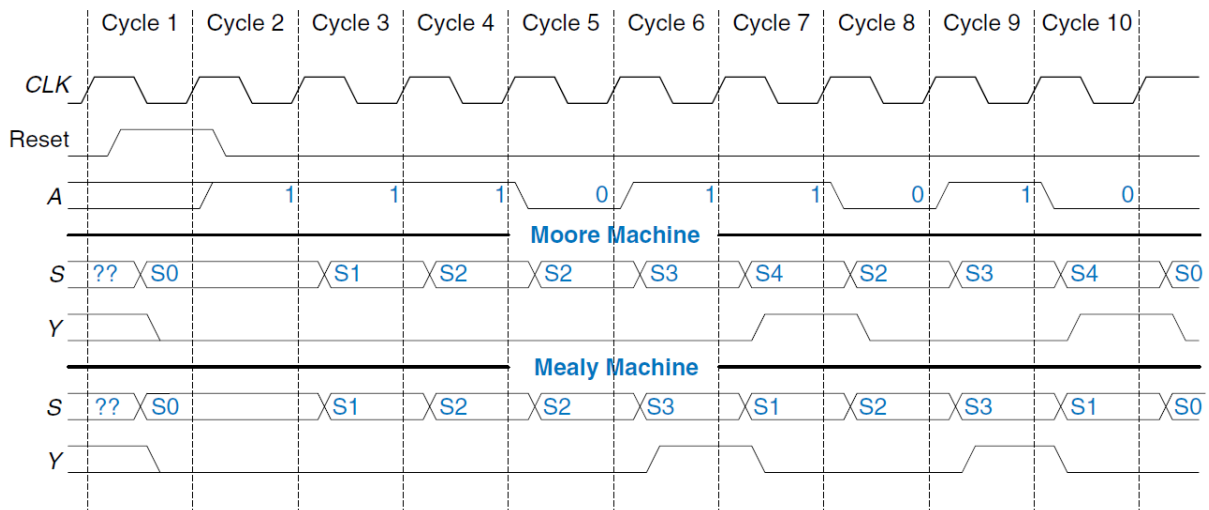 Cycle 1 Cycle 2 Cycle 3 Cycle 4 Cycle 5 Cycle 6 Cycle 7 Cycle 8 Cycle 9 Cycle 10
CLK
Reset
A 1 1 1 0 1 1 0 1 0
Moore Machine
S ?? S0 S1 S2 S2 S3 S4 S2 S3 S4 S0
Y
Mealy Machine
S ?? S0 S1 S2 S2 S3 S1 S2 S3 S1 S0
Y